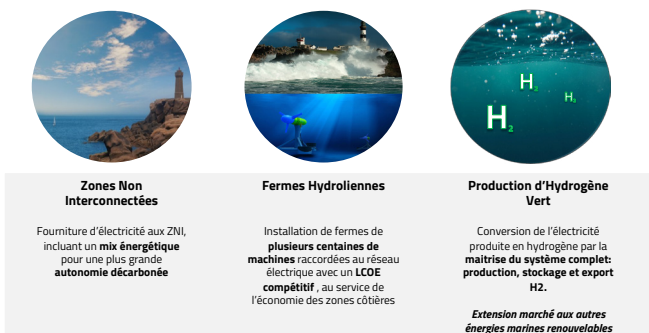 H2
H2
H2
Zones Non
Interconnectées
Fourniture d'électricité aux ZNI,
incluant un mix énergétique
pour une plus grande
autonomie décarbonée
Fermes Hydroliennes
Installation de fermes de
plusieurs centaines de
machines raccordées au réseau
électrique avec un LCOE
compétitif , au service de
l'économie des zones côtières
Production d'Hydrogène
Vert
Conversion de l'électricité
produite en hydrogène par la
maitrise du système complet:
production, stockage et export
H2.
Extension marché aux autres
énergies marines renouvelables